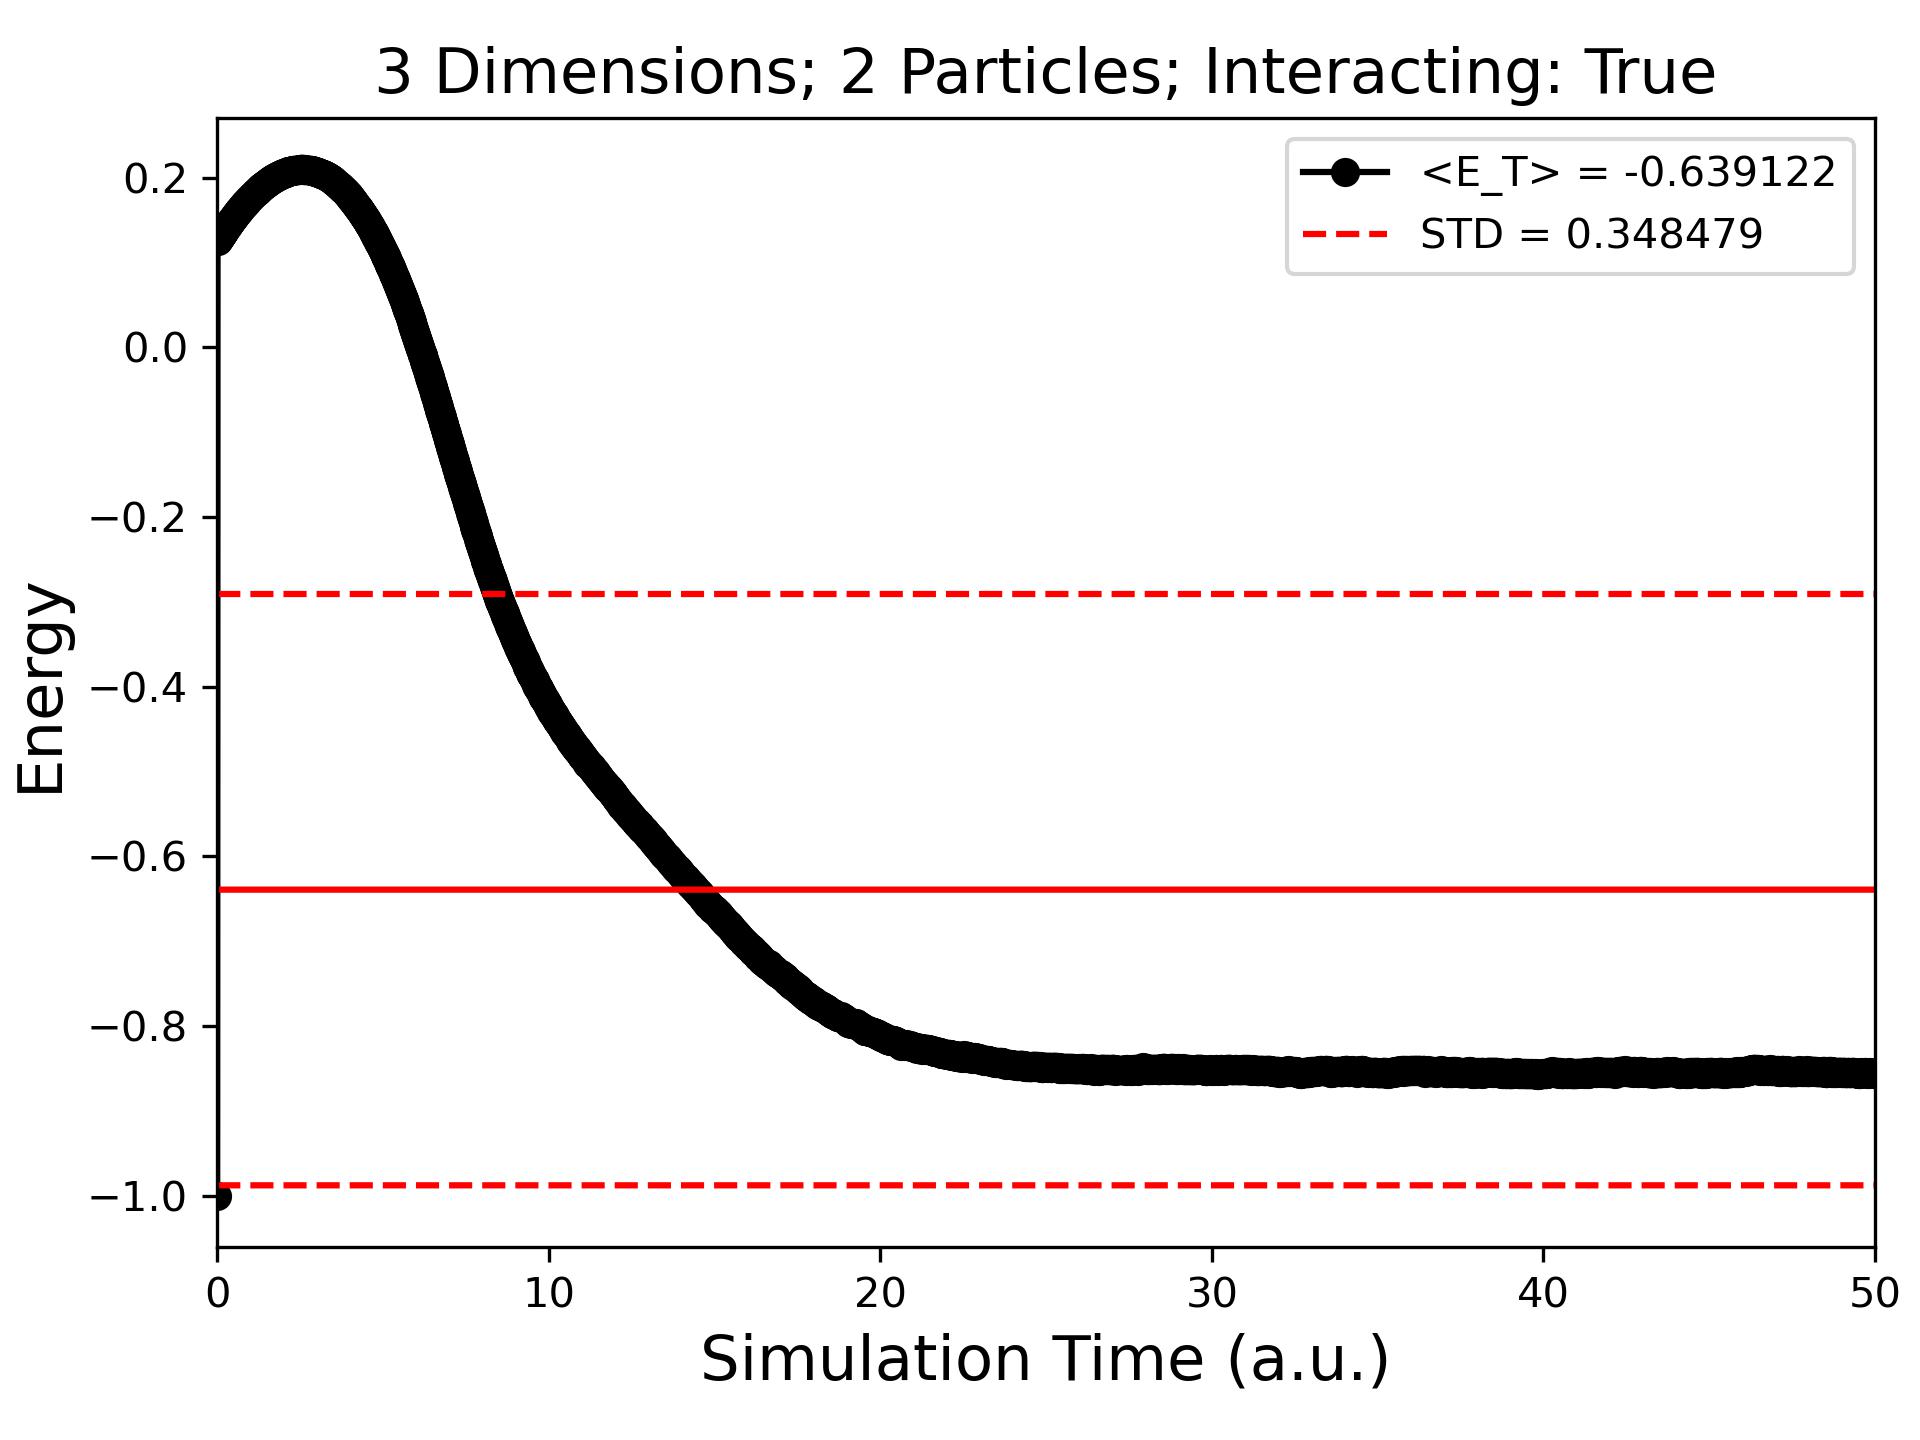 3 Dimensions; 2 Particles; Interacting: True
<E_T> = -0.639122
STD = 0.348479
Energy
0.2
0.0
−0.2
−0.4
−0.6
−0.8
−1.0
0 10 20 30 40 50
Simulation Time (a.u.)